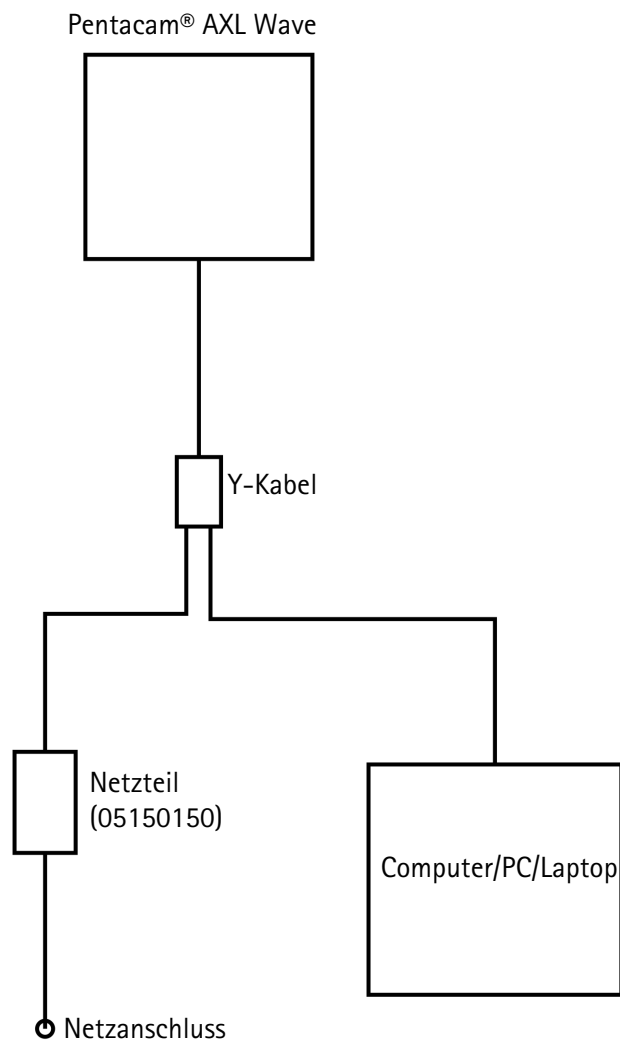 Pentacam® AXL Wave
Y-Kabel
Netzteil
(05150150)
Computer/PC/Laptop
Netzanschluss